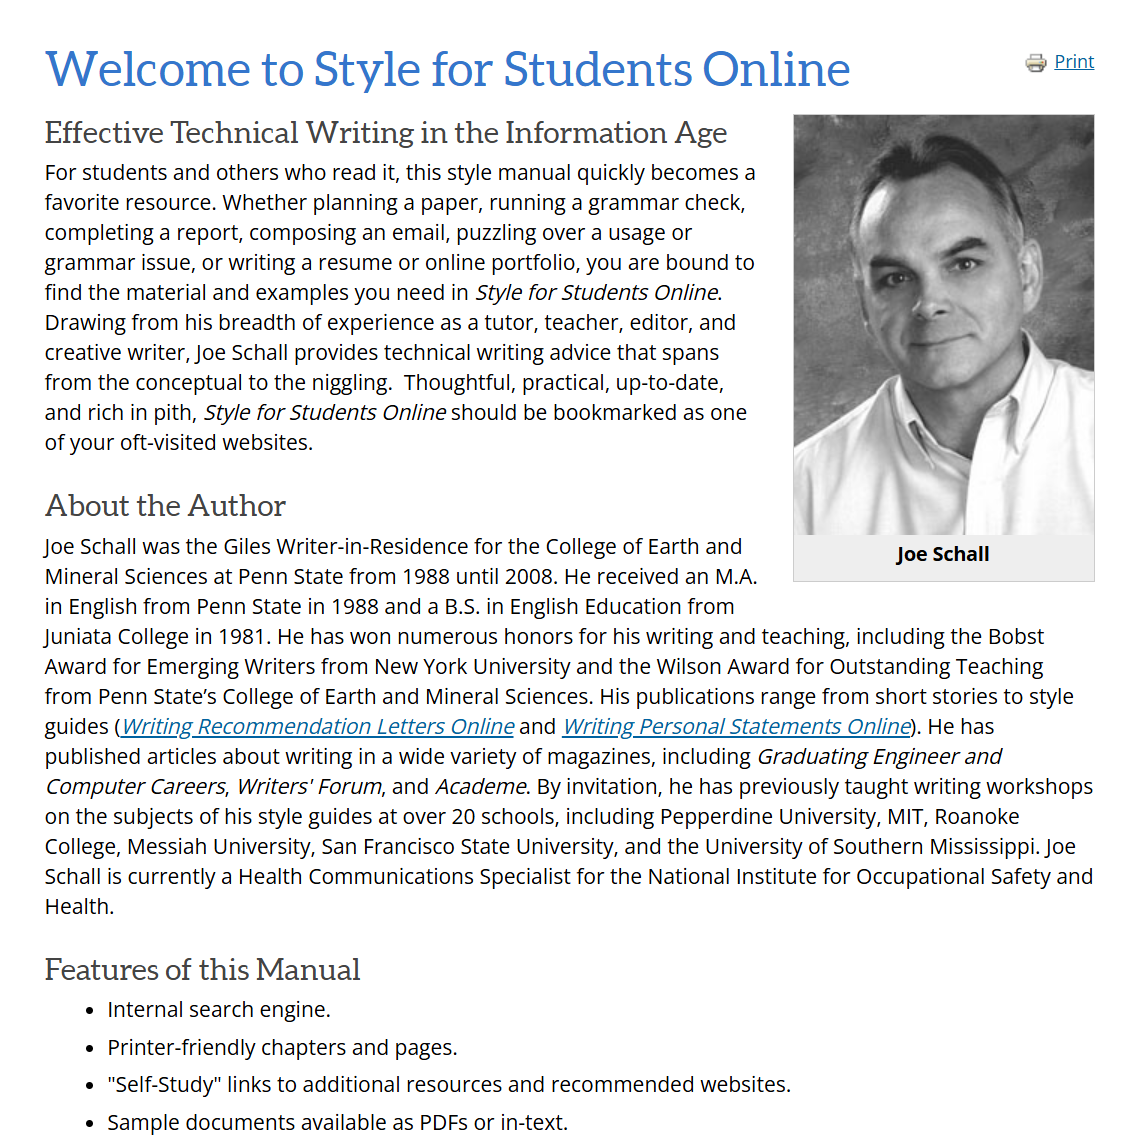 Welcome to Style for Students Online
Print
Effective Technical Writing in the Information Age
For students and others who read it, this style manual quickly becomes a
favorite resource. Whether planning a paper, running a grammar check,
completing a report, composing an email, puzzling over a usage or
grammar issue, or writing a resume or online portfolio, you are bound to
find the material and examples you need in Style for Students Online.
Drawing from his breadth of experience as a tutor, teacher, editor, and
creative writer, Joe Schall provides technical writing advice that spans
from the conceptual to the niggling.  Thoughtful, practical, up-to-date,
and rich in pith, Style for Students Online should be bookmarked as one
of your oft-visited websites.
Joe Schall
About the Author
Joe Schall was the Giles Writer-in-Residence for the College of Earth and
Mineral Sciences at Penn State from 1988 until 2008. He received an M.A.
in English from Penn State in 1988 and a B.S. in English Education from
Juniata College in 1981. He has won numerous honors for his writing and teaching, including the Bobst
Award for Emerging Writers from New York University and the Wilson Award for Outstanding Teaching
from Penn State’s College of Earth and Mineral Sciences. His publications range from short stories to style
guides (Writing Recommendation Letters Online and Writing Personal Statements Online). He has
published articles about writing in a wide variety of magazines, including Graduating Engineer and
Computer Careers, Writers' Forum, and Academe. By invitation, he has previously taught writing workshops
on the subjects of his style guides at over 20 schools, including Pepperdine University, MIT, Roanoke
College, Messiah University, San Francisco State University, and the University of Southern Mississippi. Joe
Schall is currently a Health Communications Specialist for the National Institute for Occupational Safety and
Health.
Features of this Manual
• Internal search engine.
• Printer-friendly chapters and pages.
• "Self-Study" links to additional resources and recommended websites.
• Sample documents available as PDFs or in-text.